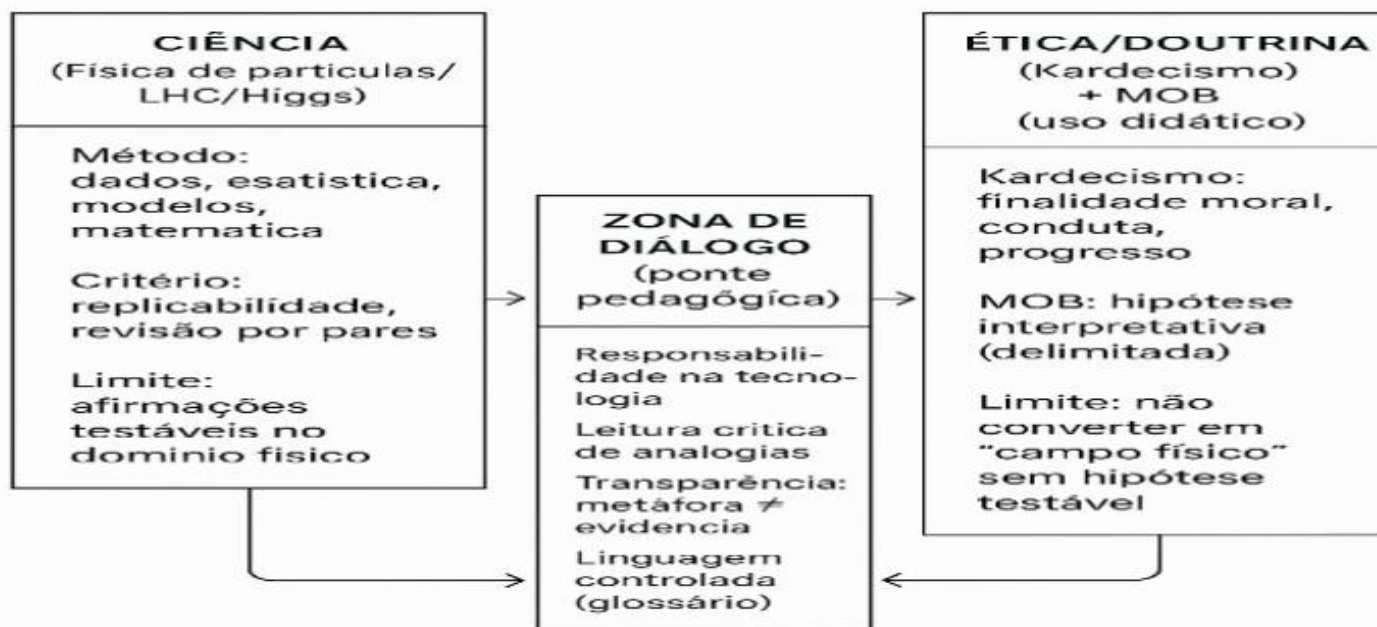 CIÊNCIA
(Física de particulas/
LHC/Híggs)
Método:
dados, esatistica,
modelos,
matematica
Critério:
replicabilídade,
revisão por pares
Limite:
afirmações
testáveis no
dominio fisico
ZONA DE
DIÁLOGO
(ponte
pedagőgíca)
Responsabili-
dade na tecno-
logia
Leitura critica
de analogias
Transparência:
metáfora ≠
evidencia
Linguagem
controlada
(glossário)
ÉTICA/DOUTRINA
(Kardecismo)
+ MOB
(uso didático)
Kardecismo:
finalidade moral,
conduta,
progresso
MOB: hipótese
interpretativa
(delimitada)
Limite: não
converter em
“campo físico”
sem hipótese
testável